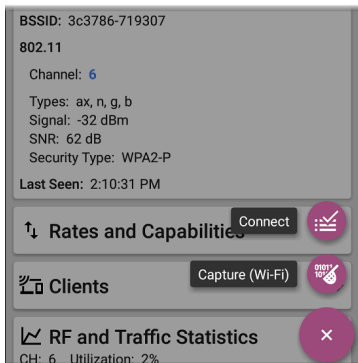 BSSID: 3c3786-719307
802.11
Channel: 6
Types: ax, n, g, b
Signal: -32 dBm
SNR: 62 dB
Security Type: WPA2-P
Last Seen: 2:10:31 PM
Connect
Rates and Capabilities
Capture (Wi-Fi)
Clients
RF and Traffic Statistics
CH: 6 Utilization: 2%